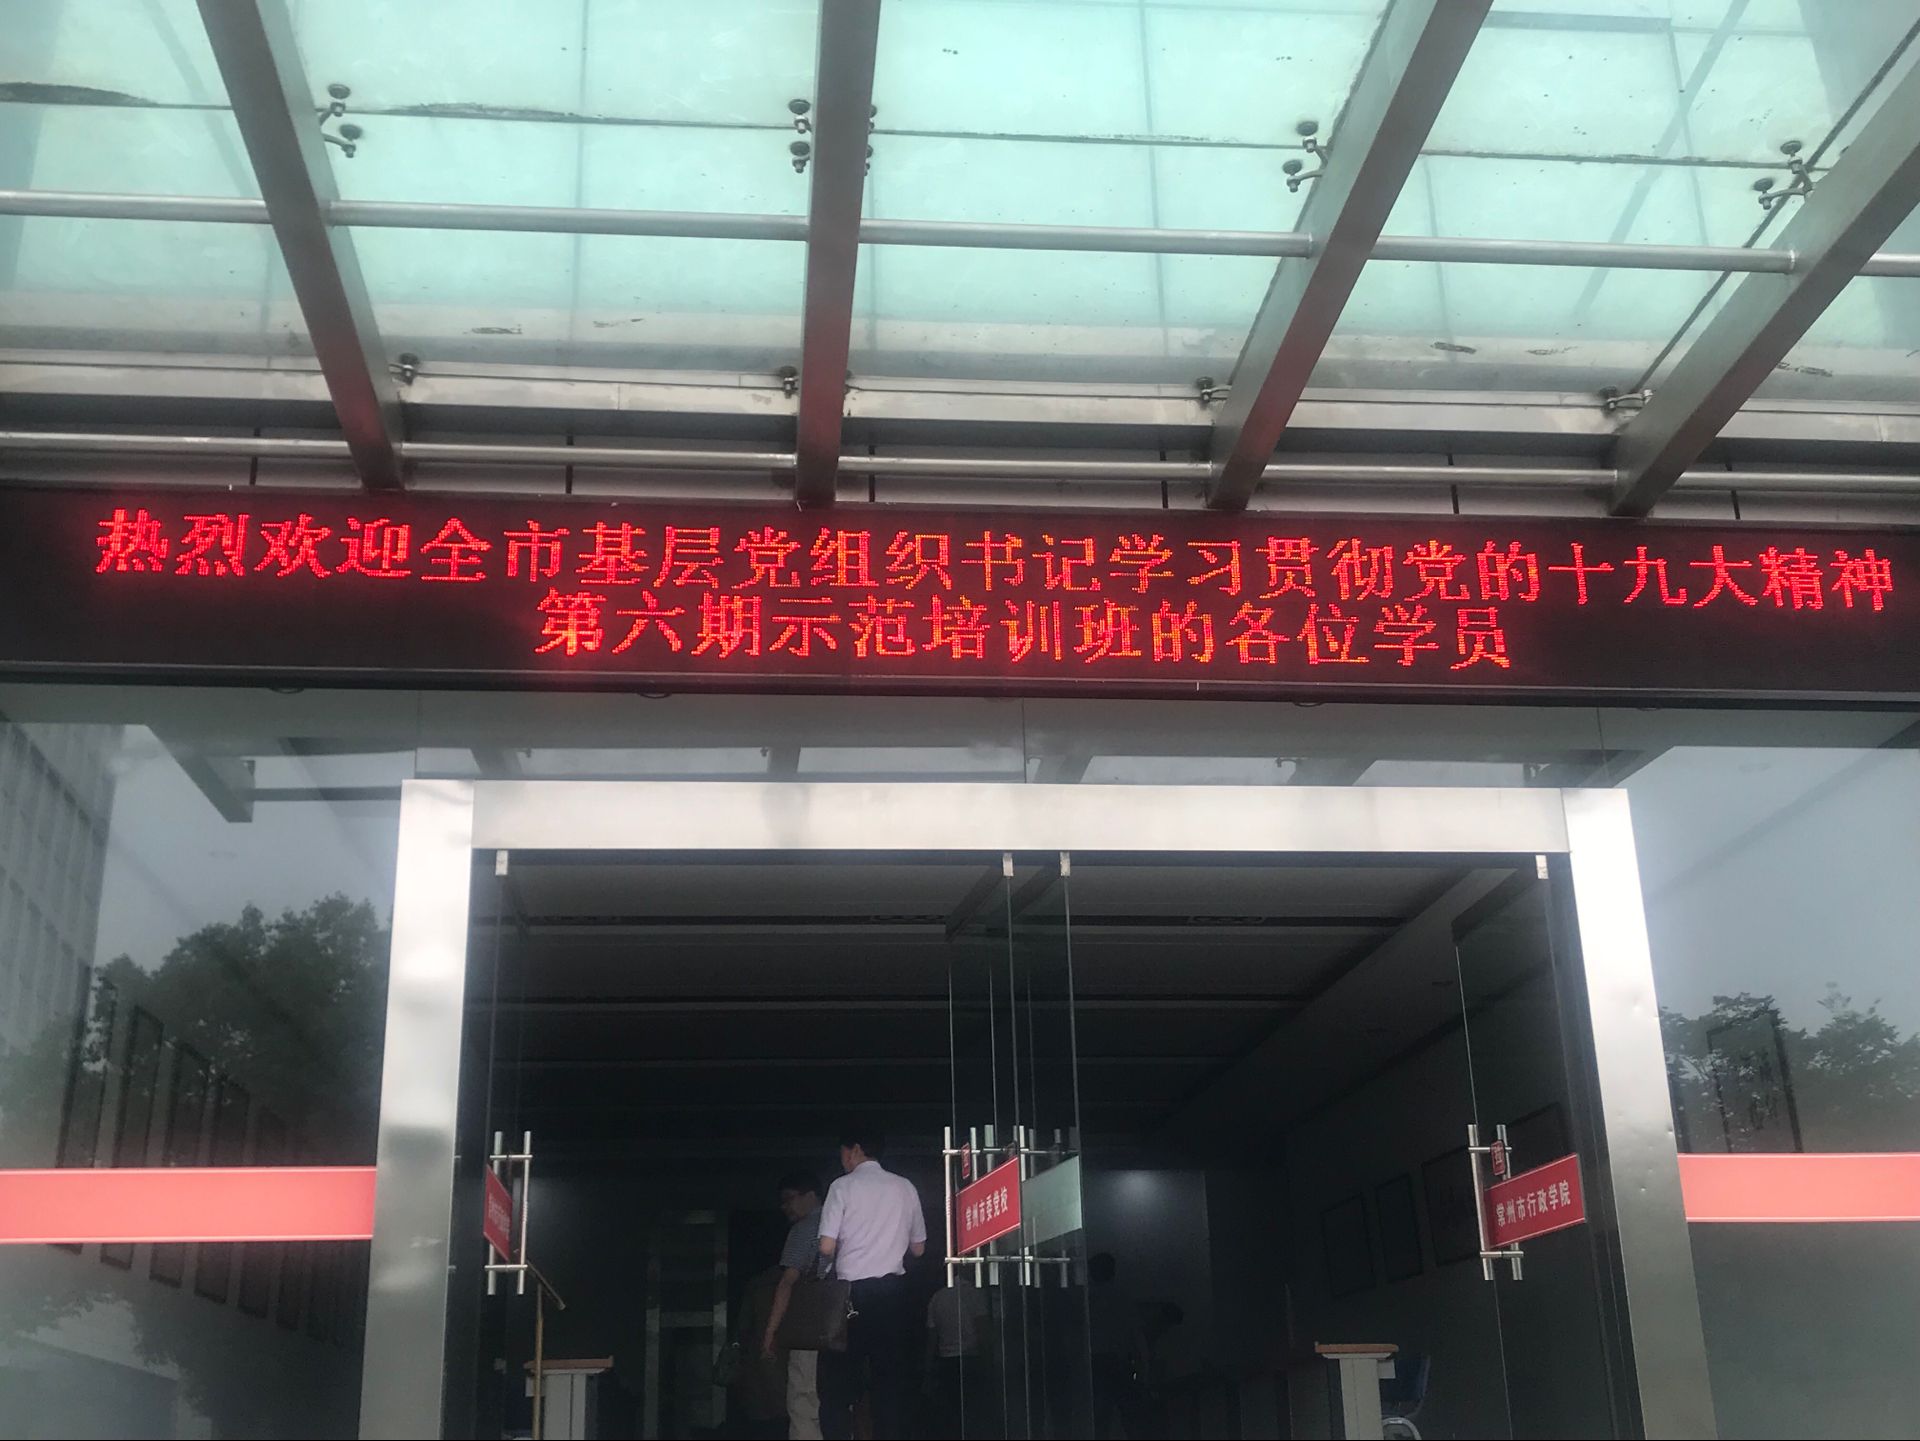 热烈欢迎全市基层党组织书记学习贯彻党的十九大精神
第六期示范培训班的各位学员
常州市委党校
常州市行政学院